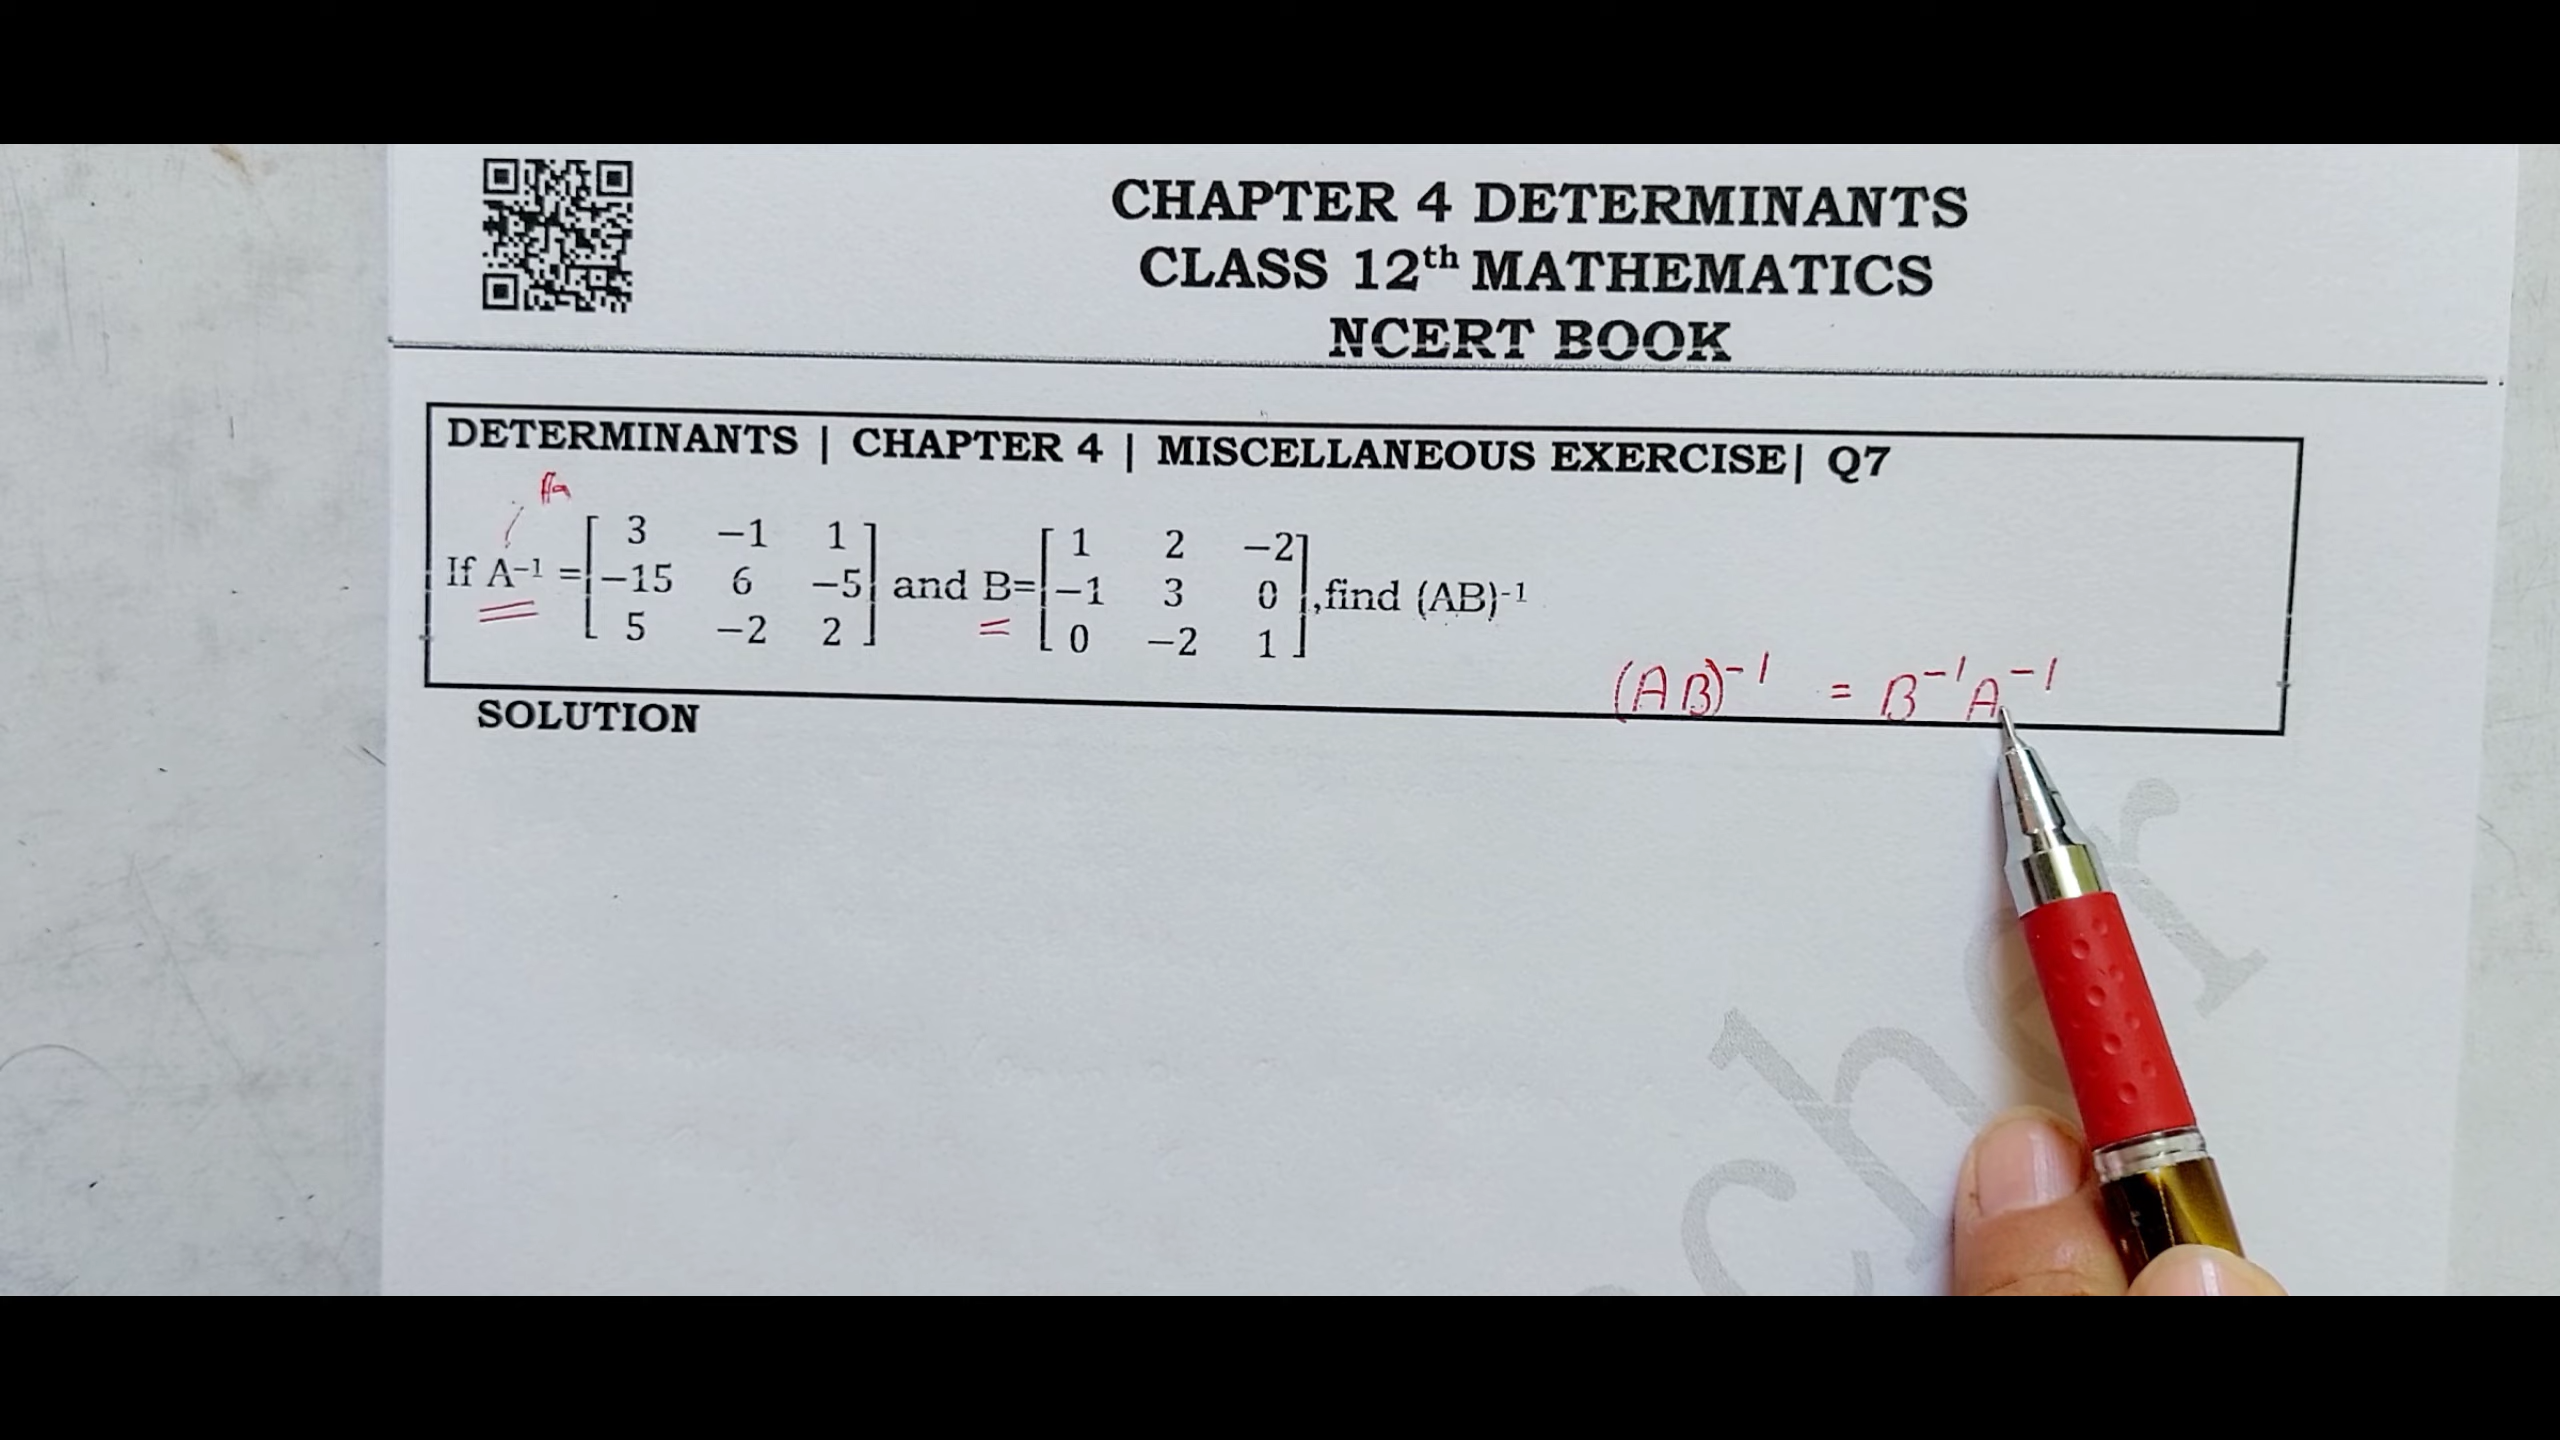 CHAPTER 4 DETERMINANTS
CLASS 12th MATHEMATICS
NCERT BOOK
DETERMINANTS | CHAPTER 4 | MISCELLANEOUS EXERCISE| Q7
If A⁻¹ = [ 3 −1 1 ; −15 6 −5 ; 5 −2 2 ] and B= [ 1 2 −2 ; −1 3 0 ; 0 −2 1 ] ,find (AB)-1
(AB)⁻¹ = B⁻¹A⁻¹
SOLUTION
cher